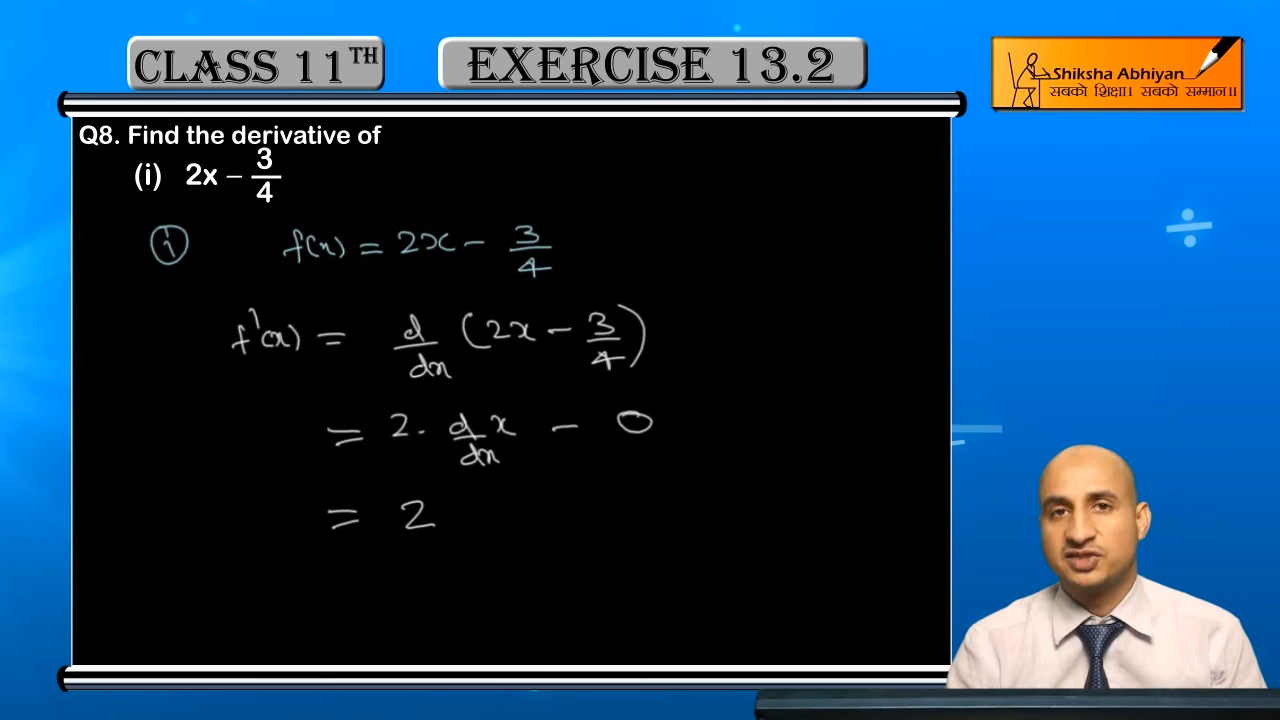 CLASS 11TH
EXERCISE 13.2
Shiksha Abhiyan
सबको शिक्षा। सबको सम्मान।।
Q8. Find the derivative of
(i) 2x – 3/4
(i) f(x) = 2x – 3/4
f'(x) = d/dx (2x – 3/4)
= 2. d/dx x – 0
= 2